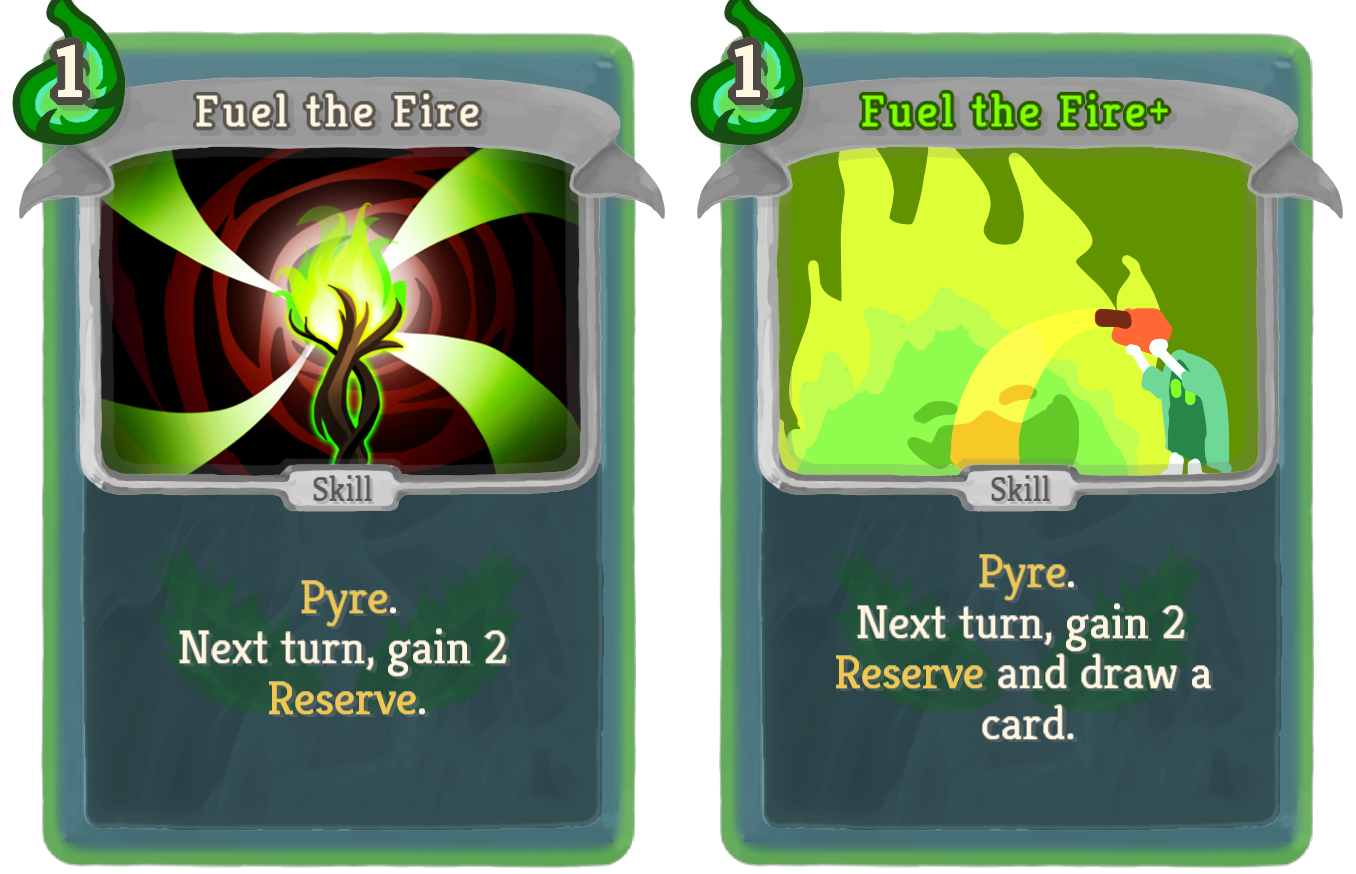 1
Fuel the Fire
Skill
Pyre.
Next turn, gain 2
Reserve.
1
Fuel the Fire+
Skill
Pyre.
Next turn, gain 2
Reserve and draw a
card.